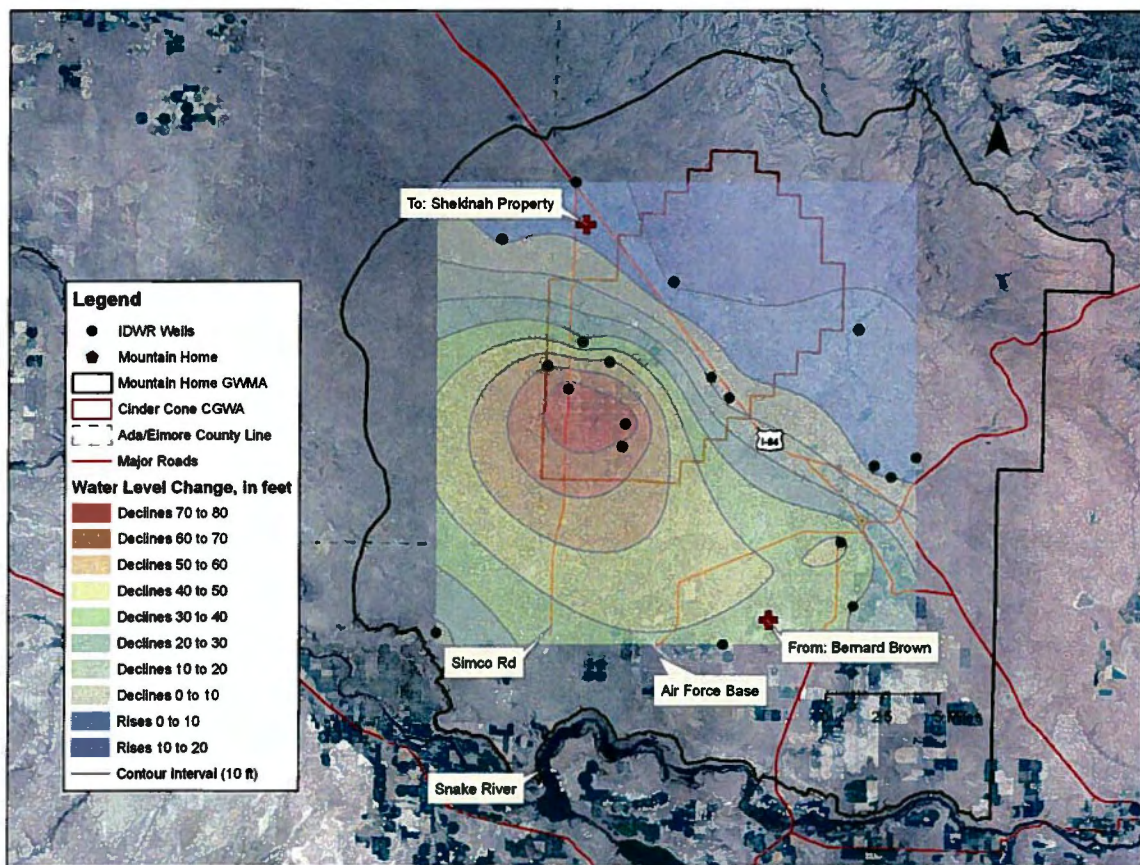 To: Shekinah Property
Legend
IDWR Wells
Mountain Home
Mountain Home GWMA
Cinder Cone CGWA
Ada/Elmore County Line
Major Roads
Water Level Change, in feet
Declines 70 to 80
Declines 60 to 70
Declines 50 to 60
Declines 40 to 50
Declines 30 to 40
Declines 20 to 30
Declines 10 to 20
Declines 0 to 10
Rises 0 to 10
Rises 10 to 20
Contour Interval (10 ft)
I-84
Simco Rd
From: Bernard Brown
Air Force Base
Snake River